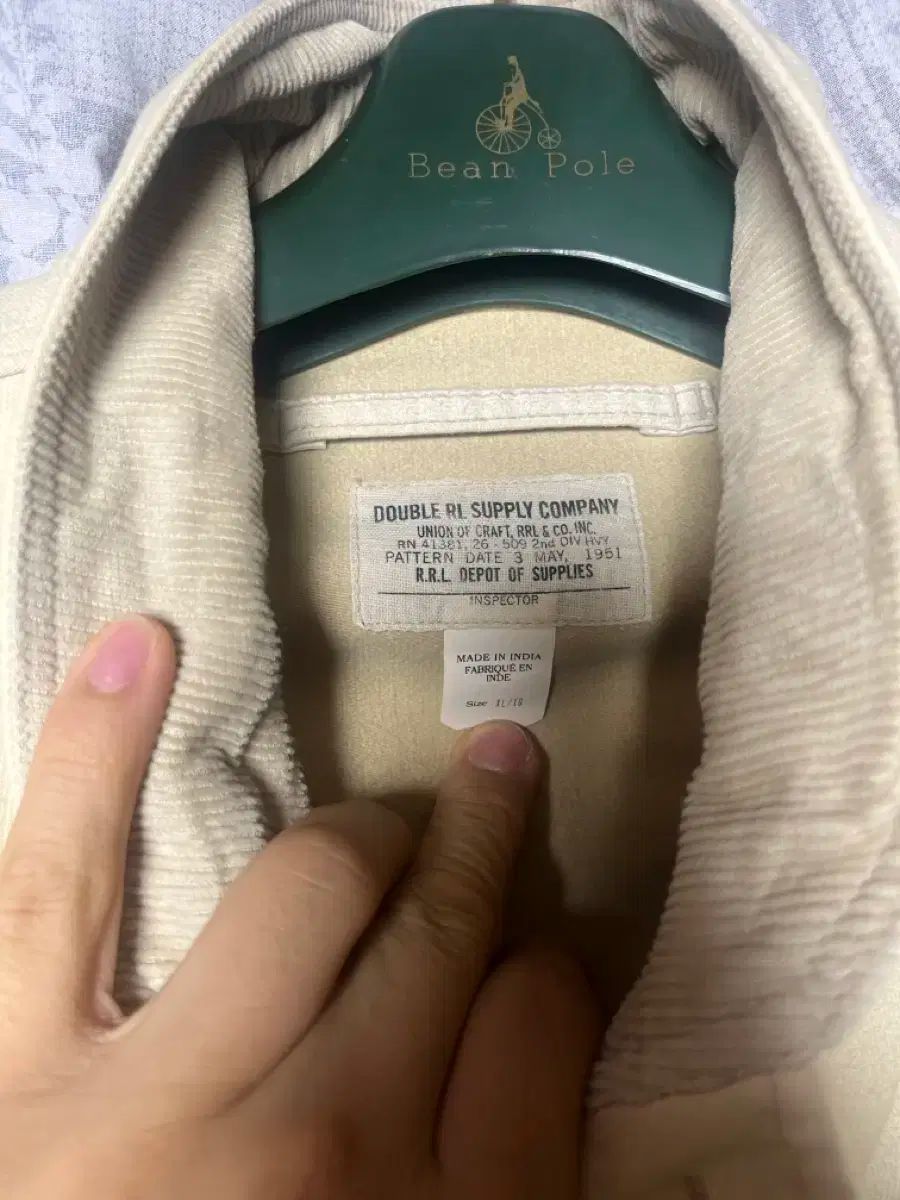 Bean Pole
DOUBLE RL SUPPLY COMPANY
UNION OF CRAFT, RRL & CO. INC.
RN 41381, 26 - 509 2nd DIV HVY
PATTERN DATE 3 MAY, 1951
R.R.L. DEPOT OF SUPPLIES
INSPECTOR
MADE IN INDIA
FABRIQUÉ EN
INDE
Size